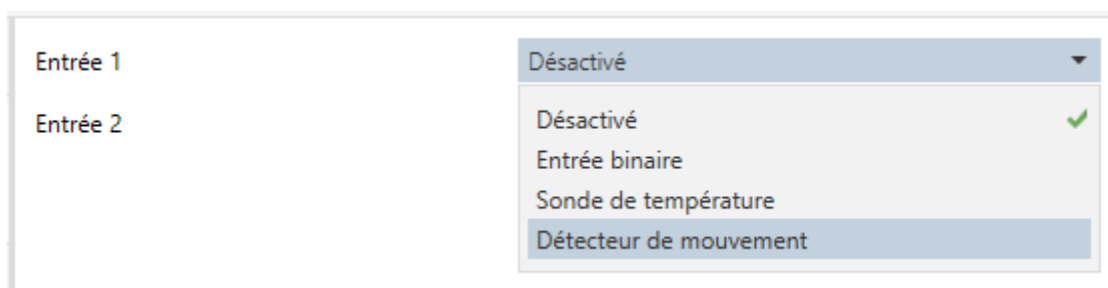 Entrée 1
Désactivé
Entrée 2
Désactivé
Entrée binaire
Sonde de température
Détecteur de mouvement